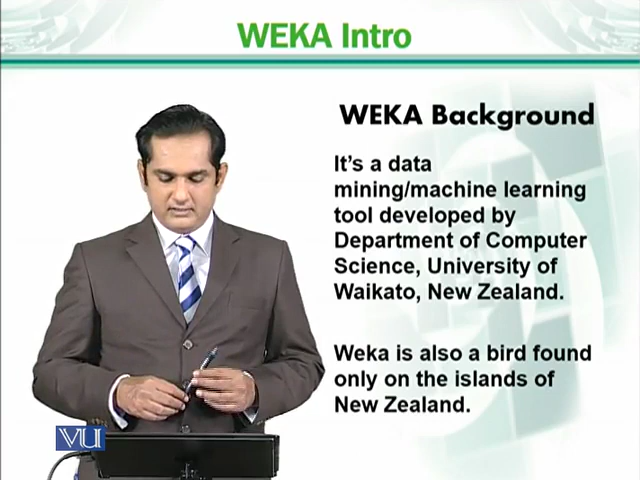 WEKA Intro
WEKA Background
It's a data
mining/machine learning
tool developed by
Department of Computer
Science, University of
Waikato, New Zealand.
Weka is also a bird found
only on the islands of
New Zealand.
VU